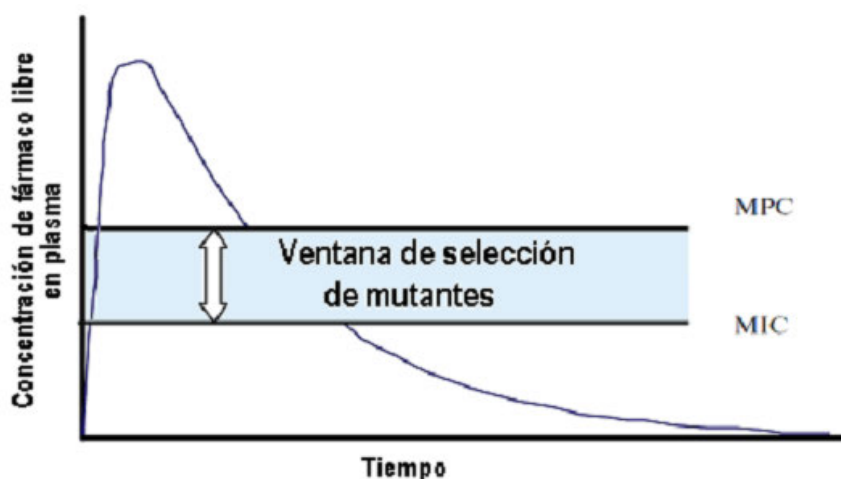 Concentración de fármaco libre
en plasma
MPC
Ventana de selección
de mutantes
MIC
Tiempo